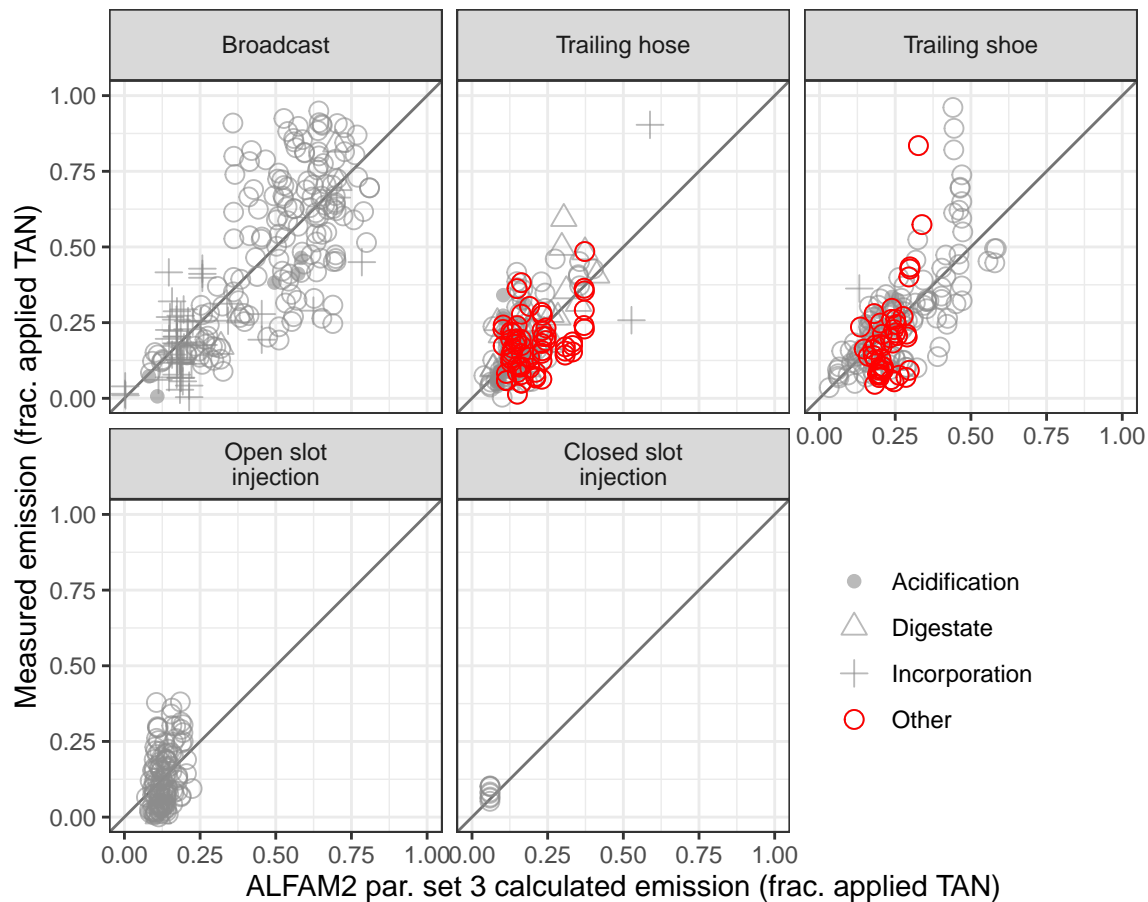 Broadcast
Trailing hose
Trailing shoe
1.00
0.75
0.50
0.25
0.00
0.00 0.25 0.50 0.75 1.00
Open slot
injection
Closed slot
injection
1.00
0.75
0.50
0.25
0.00
0.00 0.25 0.50 0.75 1.00
0.00 0.25 0.50 0.75 1.00
Measured emission (frac. applied TAN)
ALFAM2 par. set 3 calculated emission (frac. applied TAN)
Acidification
Digestate
Incorporation
Other